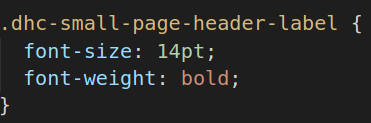 .dhc-small-page-header-label {
  font-size: 14pt;
  font-weight: bold;
}